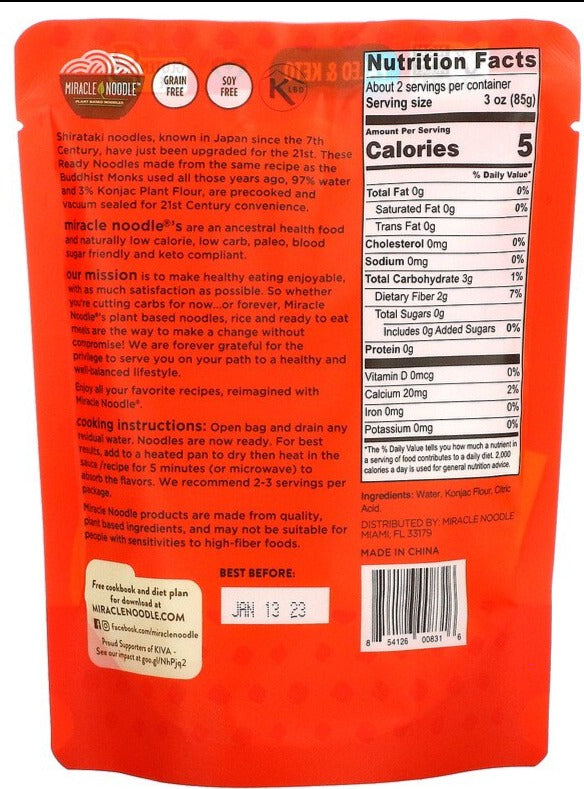 MIRACLE NOODLE™
PLANT BASED NOODLES
GRAIN
FREE
SOY
FREE
K
LBD
Shirataki noodles, known in Japan since the 7th
Century, have just been upgraded for the 21st. These
Ready Noodles made from the same recipe as the
Buddhist Monks used all those years ago, 97% water
and 3% Konjac Plant Flour, are precooked and
vacuum sealed for 21st Century convenience.
miracle noodle®'s are an ancestral health food
and naturally low calorie, low carb, paleo, blood
sugar friendly and keto compliant.
our mission is to make healthy eating enjoyable,
with as much satisfaction as possible. So whether
you're cutting carbs for now...or forever, Miracle
Noodle®'s plant based noodles, rice and ready to eat
meals are the way to make a change without
compromise! We are forever grateful for the
privilege to serve you on your path to a healthy and
well-balanced lifestyle.
Enjoy all your favorite recipes, reimagined with
Miracle Noodle®.
cooking instructions: Open bag and drain any
residual water. Noodles are now ready. For best
results, add to a heated pan to dry then heat in the
sauce /recipe for 5 minutes (or microwave) to
absorb the flavors. We recommend 2-3 servings per
package.
Miracle Noodle products are made from quality,
plant based ingredients, and may not be suitable for
people with sensitivities to high-fiber foods.
Free cookbook and diet plan
for download at
MIRACLENOODLE.COM
facebook.com/miraclenoodle
Proud Supporters of KIVA -
See our impact at goo.gl/NhPjq2
BEST BEFORE:
JAN 13 23
Nutrition Facts
About 2 servings per container
Serving size 3 oz (85g)
Amount Per Serving
Calories 5
% Daily Value*
Total Fat 0g 0%
Saturated Fat 0g 0%
Trans Fat 0g
Cholesterol 0mg 0%
Sodium 0mg 0%
Total Carbohydrate 3g 1%
Dietary Fiber 2g 7%
Total Sugars 0g
Includes 0g Added Sugars 0%
Protein 0g
Vitamin D 0mcg 0%
Calcium 20mg 2%
Iron 0mg 0%
Potassium 0mg 0%
*The % Daily Value tells you how much a nutrient in
a serving of food contributes to a daily diet. 2,000
calories a day is used for general nutrition advice.
Ingredients: Water, Konjac Flour, Citric
Acid.
DISTRIBUTED BY: MIRACLE NOODLE
MIAMI, FL 33179
MADE IN CHINA
8 54126 00831 6